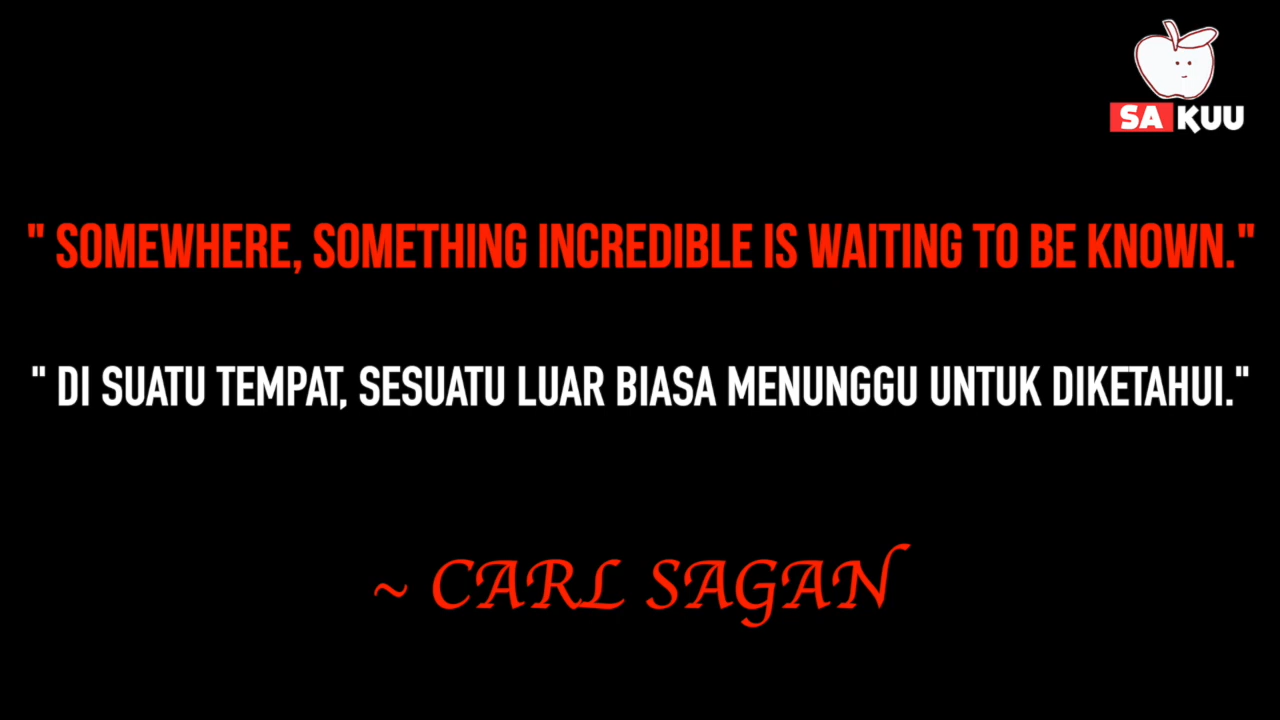 SA KUU
" SOMEWHERE, SOMETHING INCREDIBLE IS WAITING TO BE KNOWN."
" DI SUATU TEMPAT, SESUATU LUAR BIASA MENUNGGU UNTUK DIKETAHUI."
~ CARL SAGAN